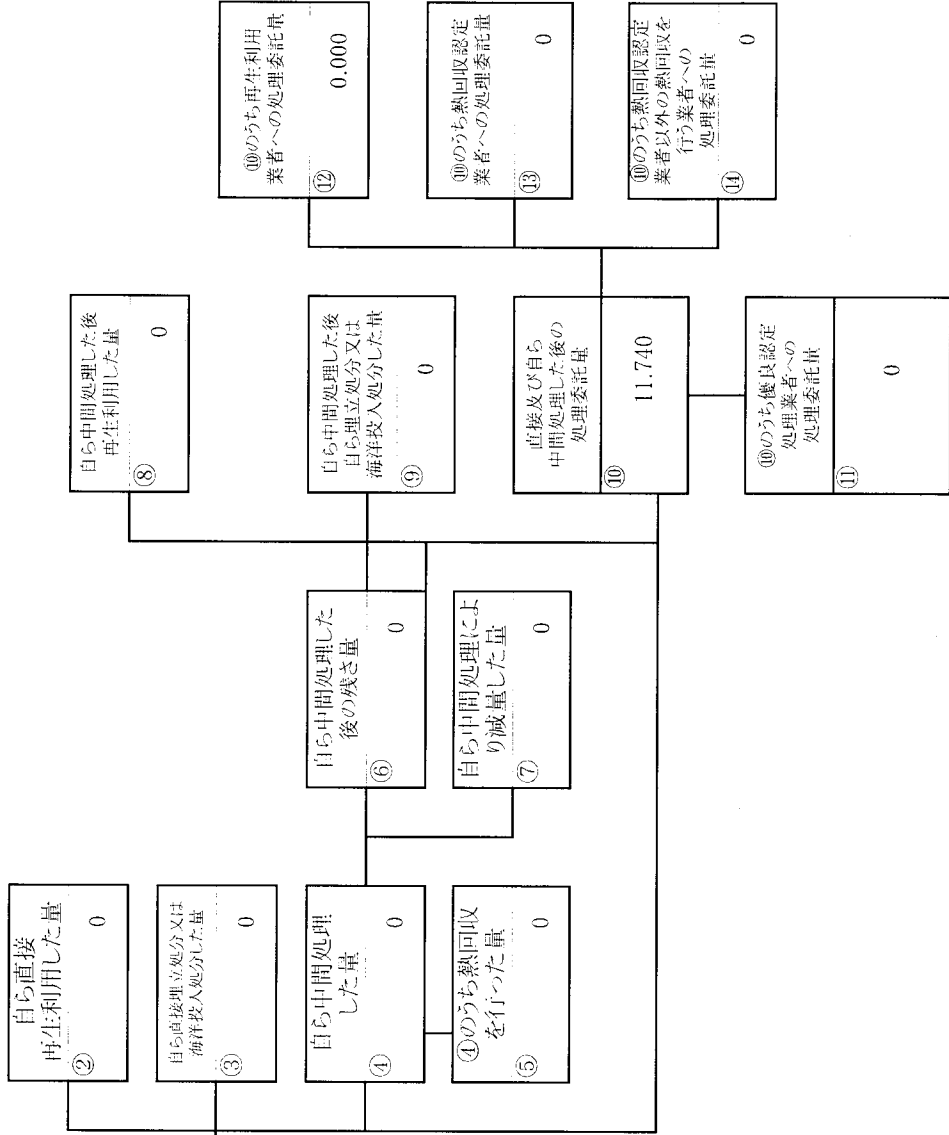 自ら直接
再生利用した量
② 0
自ら直接埋立処分又は
海洋投入処分した量
③ 0
自ら中間処理
した量
④ 0
④のうち熱回収
を行った量
⑤ 0
自ら中間処理した
後の残さ量
⑥ 0
自ら中間処理によ
り減量した量
⑦ 0
自ら中間処理した後
再生利用した量
⑧ 0
自ら中間処理した後
自ら埋立処分又は
海洋投入処分した量
⑨ 0
直接及び自ら
中間処理した後の
処理委託量
⑩ 11.740
⑩のうち優良認定
処理業者への
処理委託量
⑪ 0
⑩のうち再生利用
業者への処理委託量
⑫ 0.000
⑩のうち熱回収認定
業者への処理委託量
⑬ 0
⑩のうち熱回収認定
業者以外の熱回収を
行う業者への
処理委託量
⑭ 0